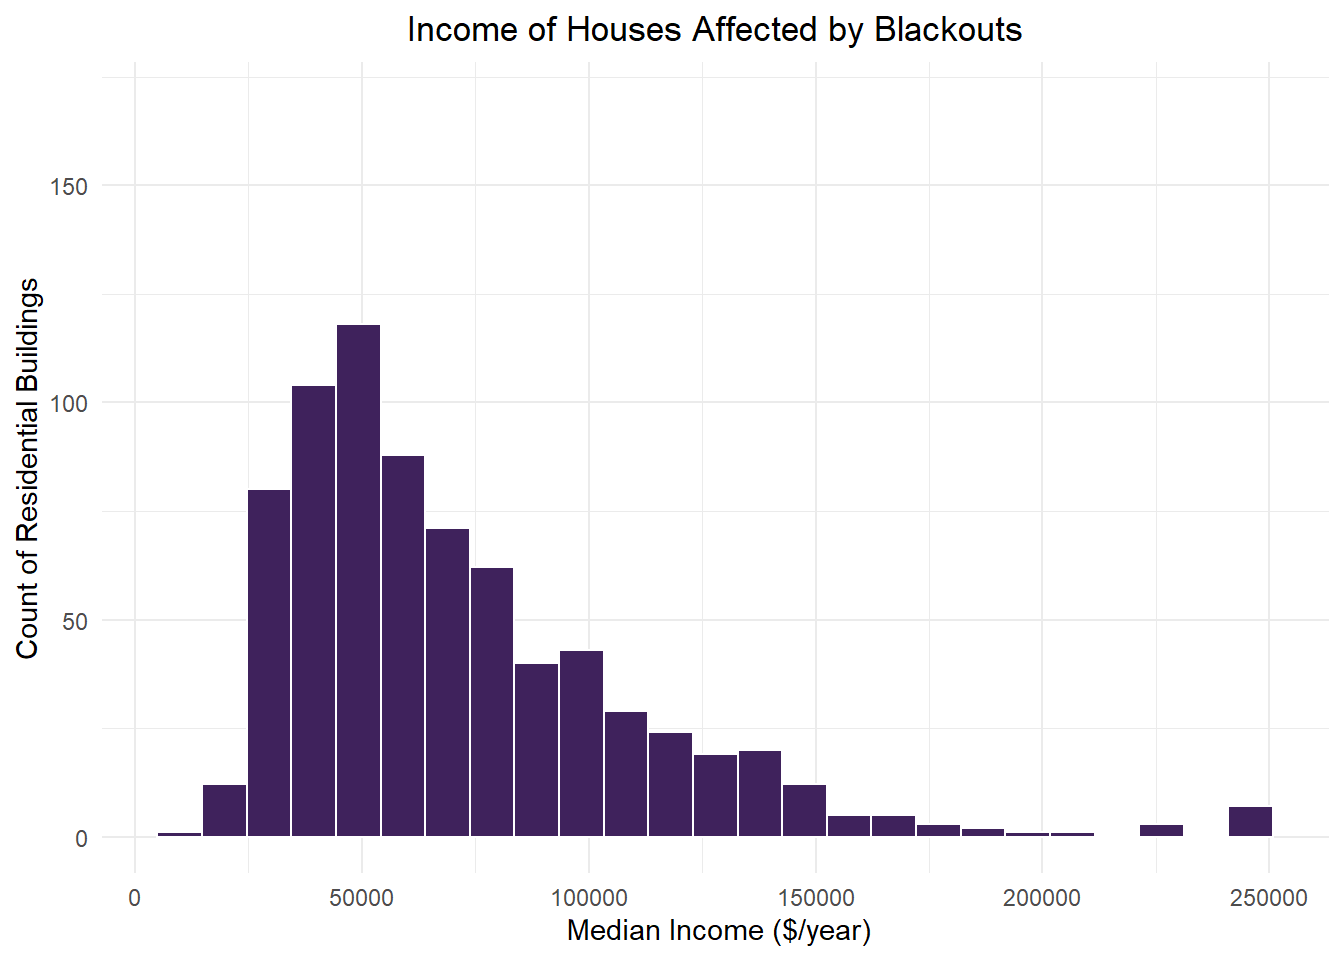 Income of Houses Affected by Blackouts
150
100
50
0
Count of Residential Buildings
0 50000 100000 150000 200000 250000
Median Income ($/year)